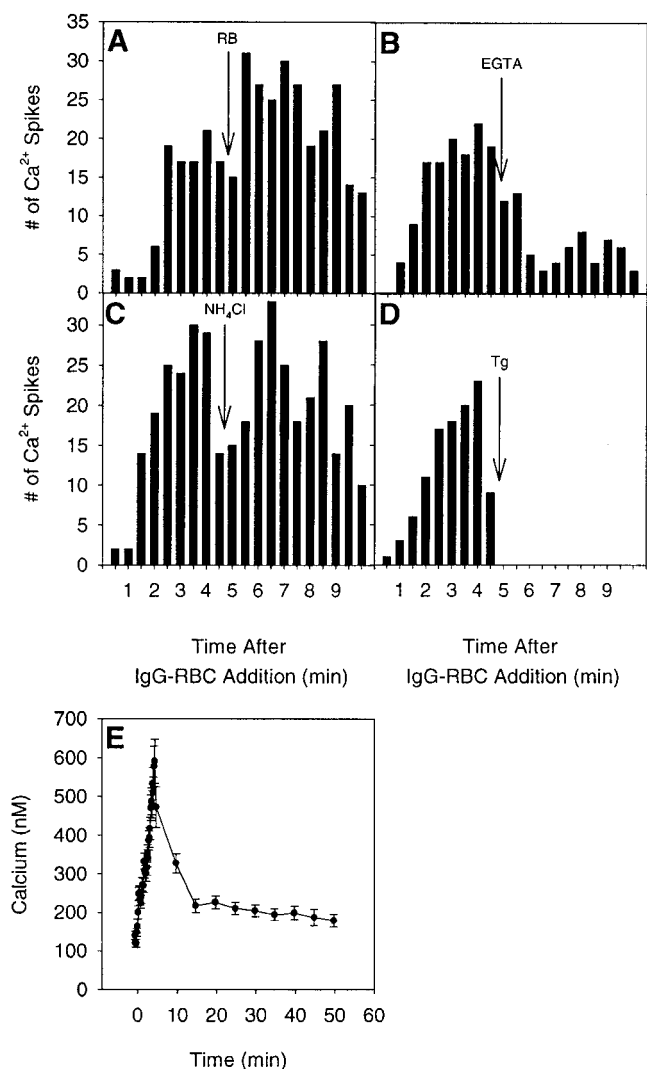 A
RB
# of Ca²⁺ Spikes
35
30
25
20
15
10
5
0
B
EGTA
C
NH₄Cl
# of Ca²⁺ Spikes
30
25
20
15
10
5
0
1 2 3 4 5 6 7 8 9
Time After
IgG-RBC Addition (min)
D
Tg
1 2 3 4 5 6 7 8 9
Time After
IgG-RBC Addition (min)
E
Calcium (nM)
700
600
500
400
300
200
100
0
0 10 20 30 40 50 60
Time (min)